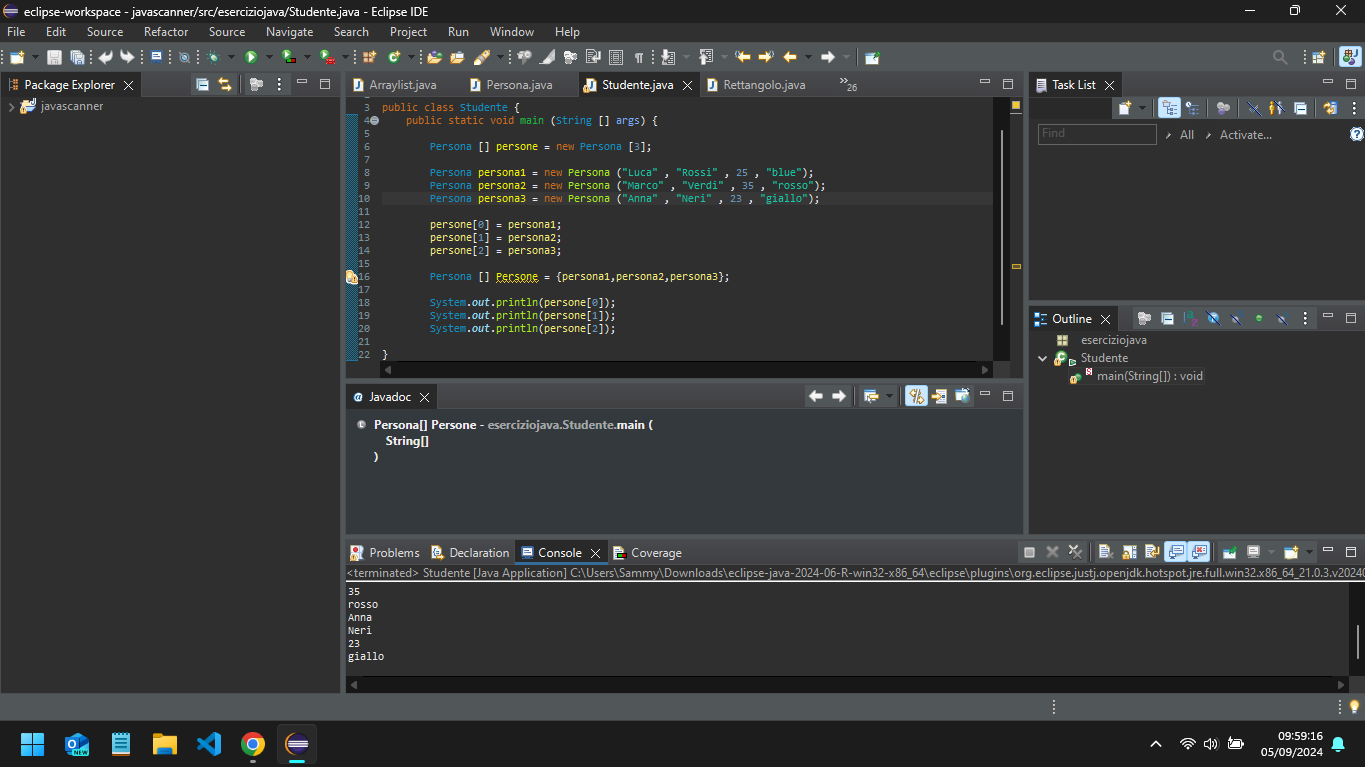 eclipse-workspace - javascanner/src/eserciziojava/Studente.java - Eclipse IDE
File Edit Source Refactor Source Navigate Search Project Run Window Help
Package Explorer
javascanner
Arraylist.java Persona.java Studente.java Rettangolo.java »26
3 public class Studente {
4 public static void main (String [] args) {
5
6 Persona [] persone = new Persona [3];
7
8 Persona persona1 = new Persona ("Luca" , "Rossi" , 25 , "blue");
9 Persona persona2 = new Persona ("Marco" , "Verdi" , 35 , "rosso");
10 Persona persona3 = new Persona ("Anna" , "Neri" , 23 , "giallo");
11
12 persone[0] = persona1;
13 persone[1] = persona2;
14 persone[2] = persona3;
15
16 Persona [] Persone = {persona1,persona2,persona3};
17
18 System.out.println(persone[0]);
19 System.out.println(persone[1]);
20 System.out.println(persone[2]);
21
22 }
Javadoc
Persona[] Persone - eserciziojava.Studente.main (
String[]
)
Task List
Find All Activate...
Outline
eserciziojava
Studente
main(String[]) : void
Problems Declaration Console Coverage
<terminated> Studente [Java Application] C:\Users\Sammy\Downloads\eclipse-java-2024-06-R-win32-x86_64\eclipse\plugins\org.eclipse.justj.openjdk.hotspot.jre.full.win32.x86_64_21.0.3.v20240
35
rosso
Anna
Neri
23
giallo
NEW
09:59:16
05/09/2024